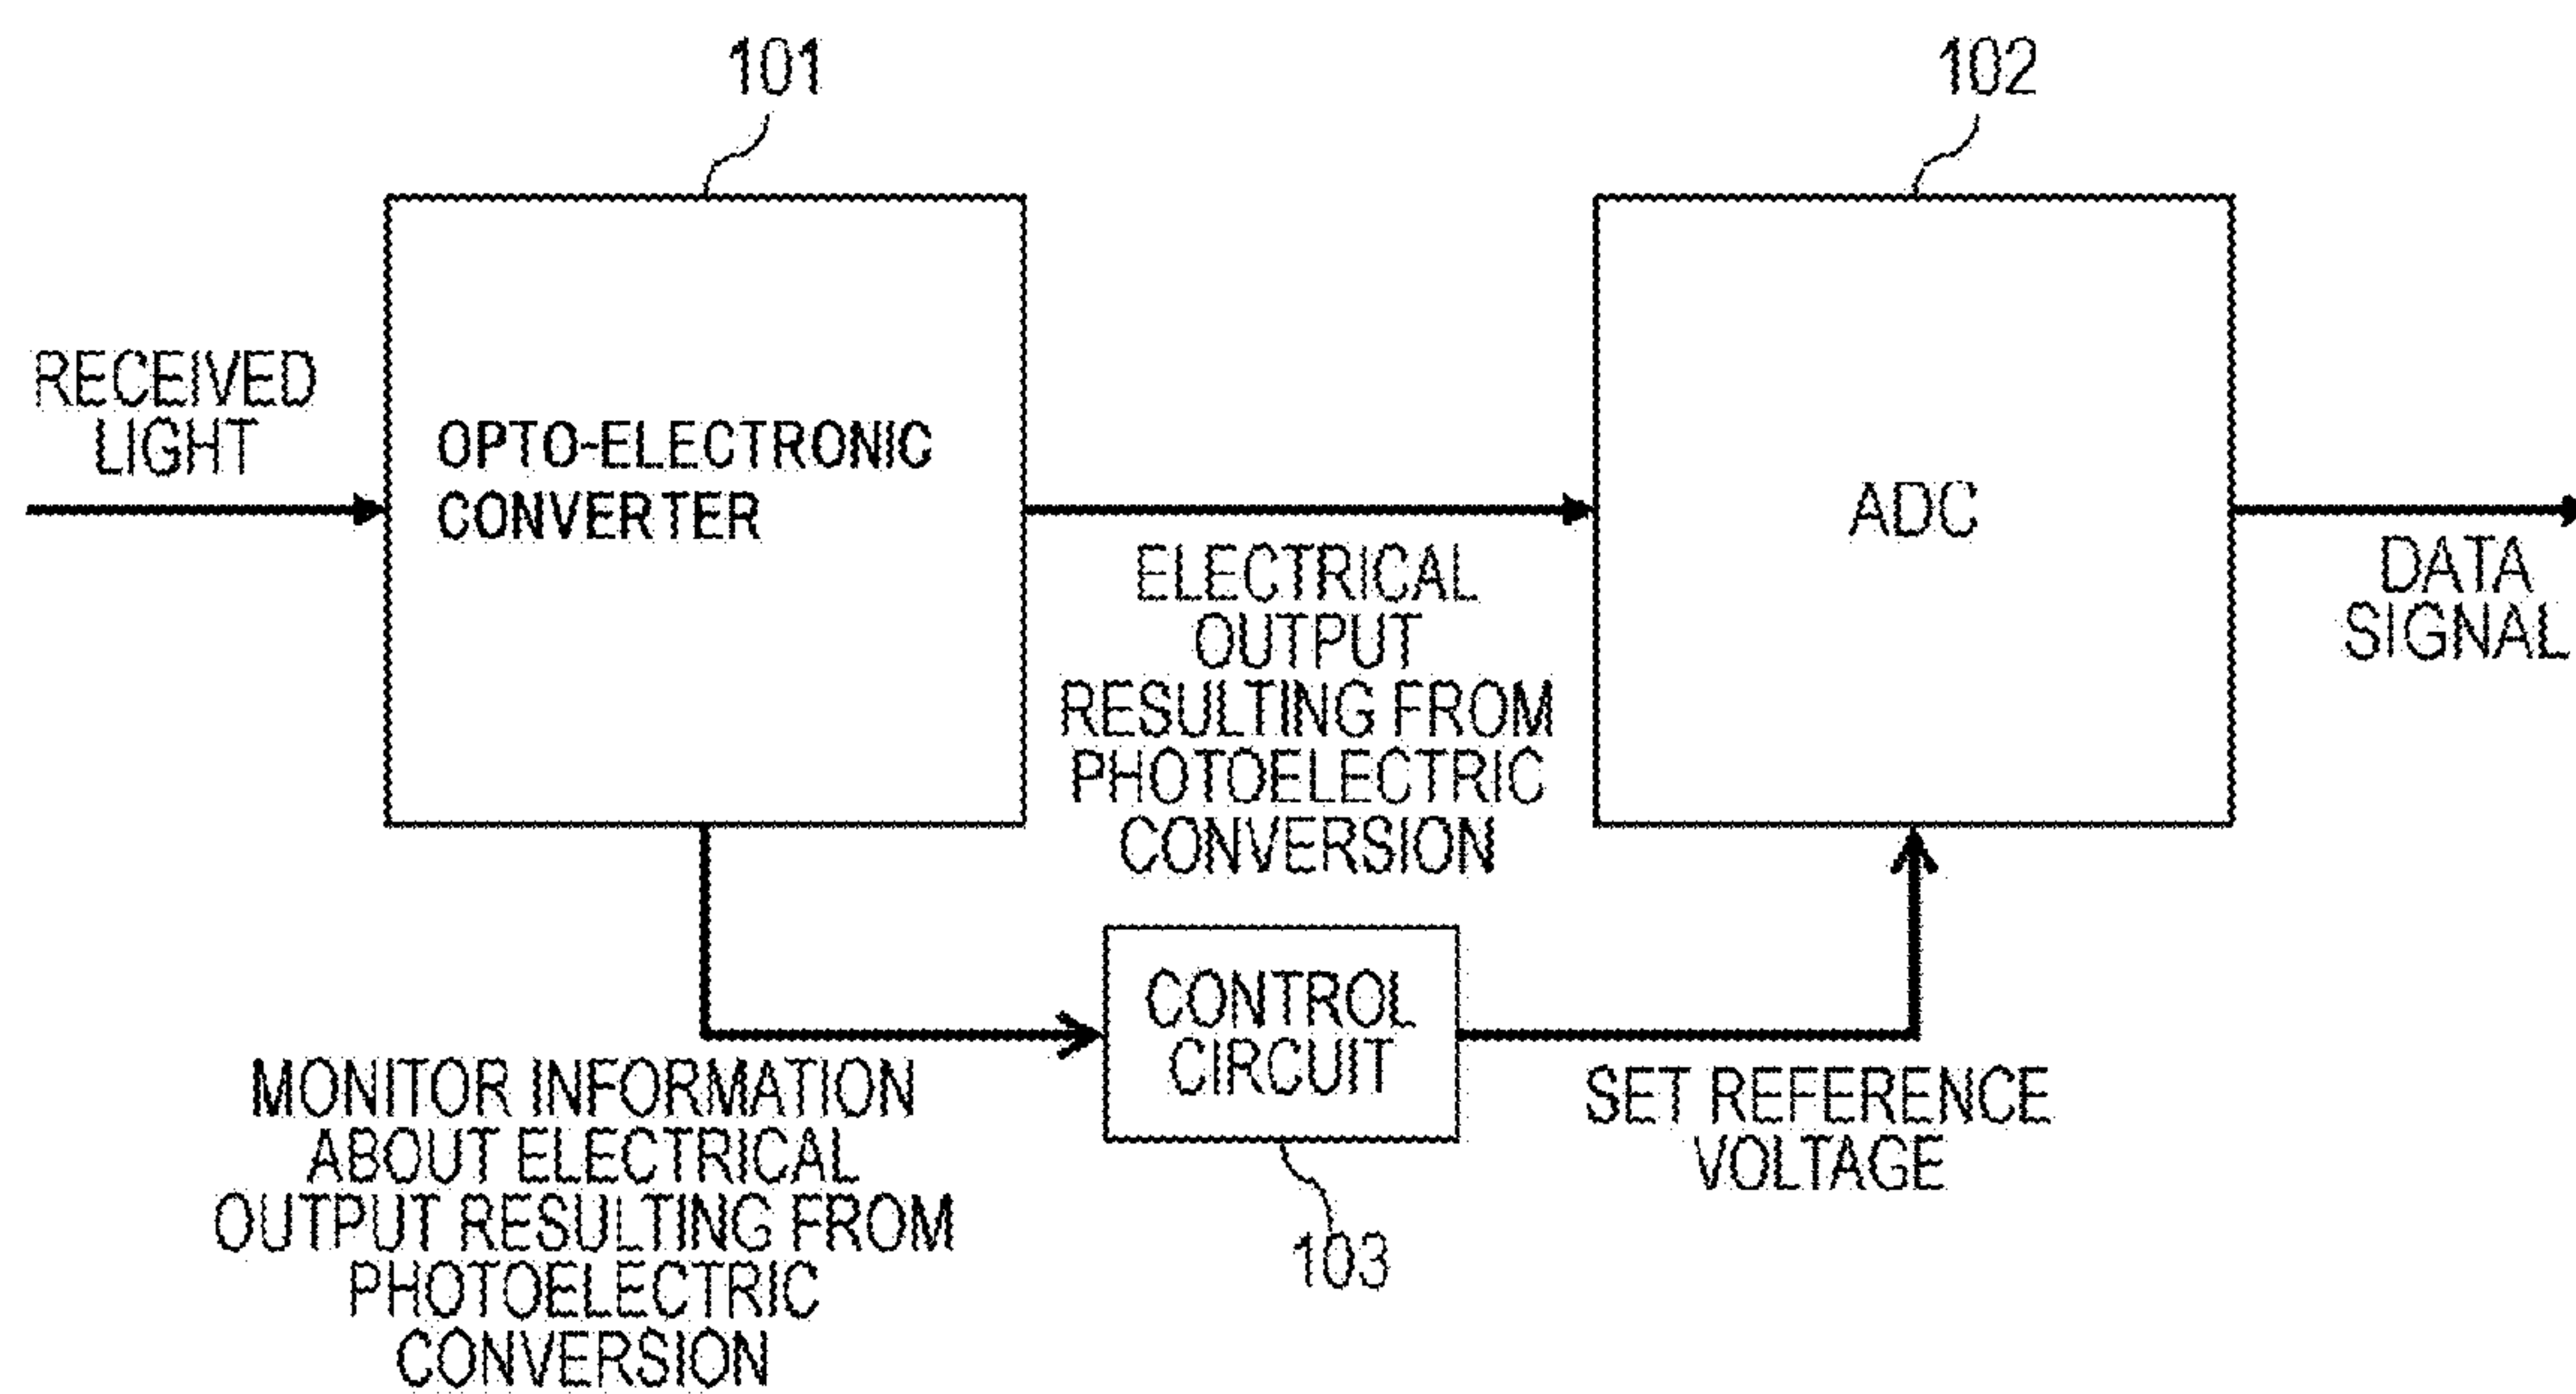 101
102
RECEIVED
LIGHT
OPTO-ELECTRONIC
CONVERTER
ADC
ELECTRICAL
OUTPUT
RESULTING FROM
PHOTOELECTRIC
CONVERSION
DATA
SIGNAL
CONTROL
CIRCUIT
MONITOR INFORMATION
ABOUT ELECTRICAL
OUTPUT RESULTING FROM
PHOTOELECTRIC
CONVERSION
SET REFERENCE
VOLTAGE
103